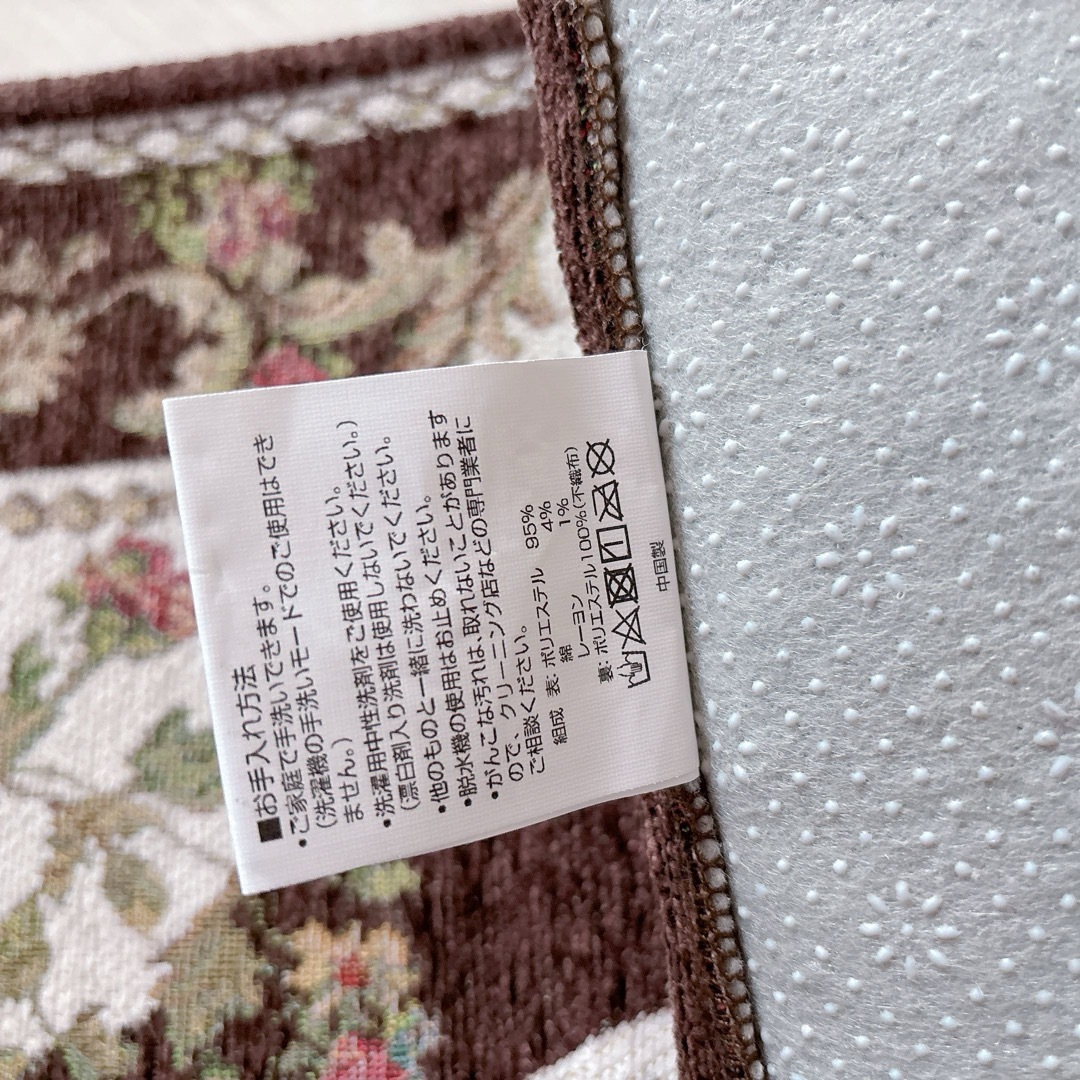 ■お手入れ方法
・ご家庭で手洗いできます。
(洗濯機の手洗いモードでのご使用はでき
ません。)
・洗濯用中性洗剤をご使用ください。
(漂白剤入り洗剤は使用しないでください。)
・他のものと一緒に洗わないでください。
・脱水機の使用はお止めください。
・がんこな汚れは、取れないことがあります
ので、クリーニング店などの専門業者に
ご相談ください。
組成 表: ポリエステル 95%
綿 4%
レーヨン 1%
裏: ポリエステル100%(不織布)
中国製